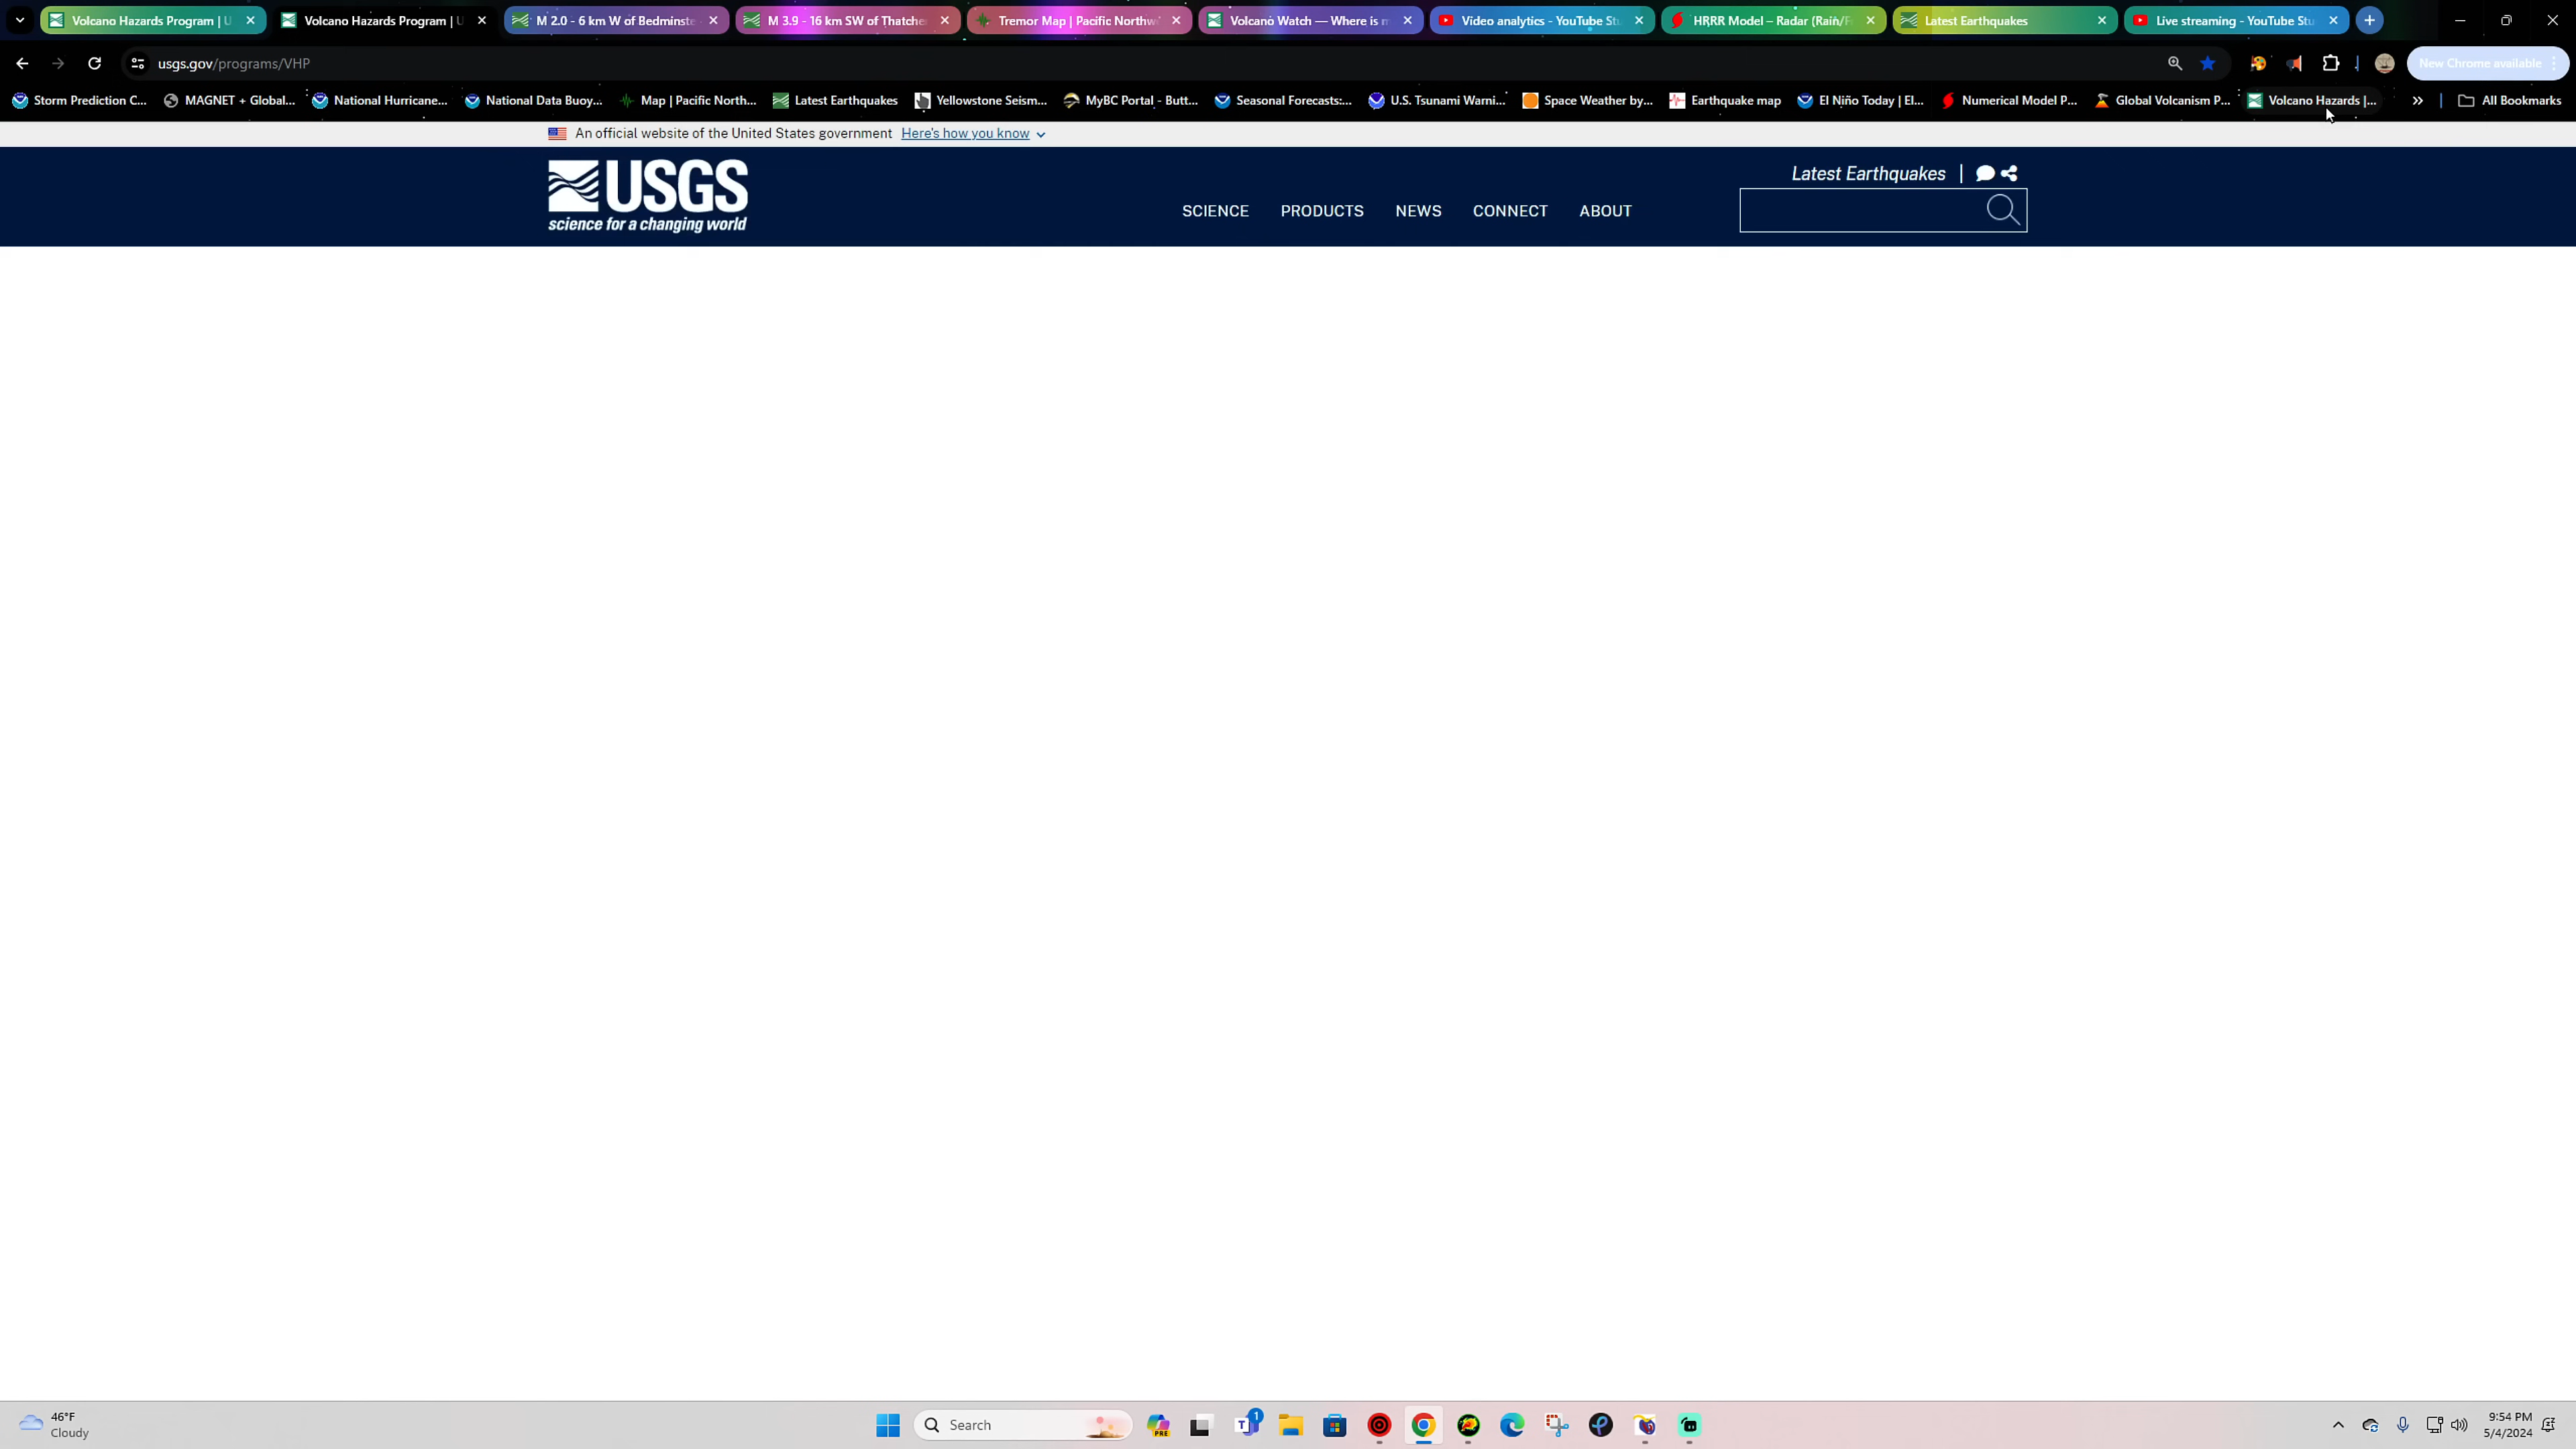 Volcano Hazards Program | U
Volcano Hazards Program | U
M 2.0 - 6 km W of Bedminste
M 3.9 - 16 km SW of Thatche
Tremor Map | Pacific Northw
Volcano Watch — Where is m
Video analytics - YouTube St
HRRR Model – Radar (Rain/F
Latest Earthquakes
Live streaming - YouTube Stu
usgs.gov/programs/VHP
New Chrome available
Storm Prediction C...
MAGNET + Global...
National Hurricane...
National Data Buoy...
Map | Pacific North...
Latest Earthquakes
Yellowstone Seism...
MyBC Portal - Butt...
Seasonal Forecasts:...
U.S. Tsunami Warni...
Space Weather by...
Earthquake map
El Niño Today | El...
Numerical Model P...
Global Volcanism P...
Volcano Hazards |...
All Bookmarks
An official website of the United States government Here's how you know
USGS
science for a changing world
SCIENCE PRODUCTS NEWS CONNECT ABOUT
Latest Earthquakes
46°F
Cloudy
Search
PRE
1
9:54 PM
5/4/2024